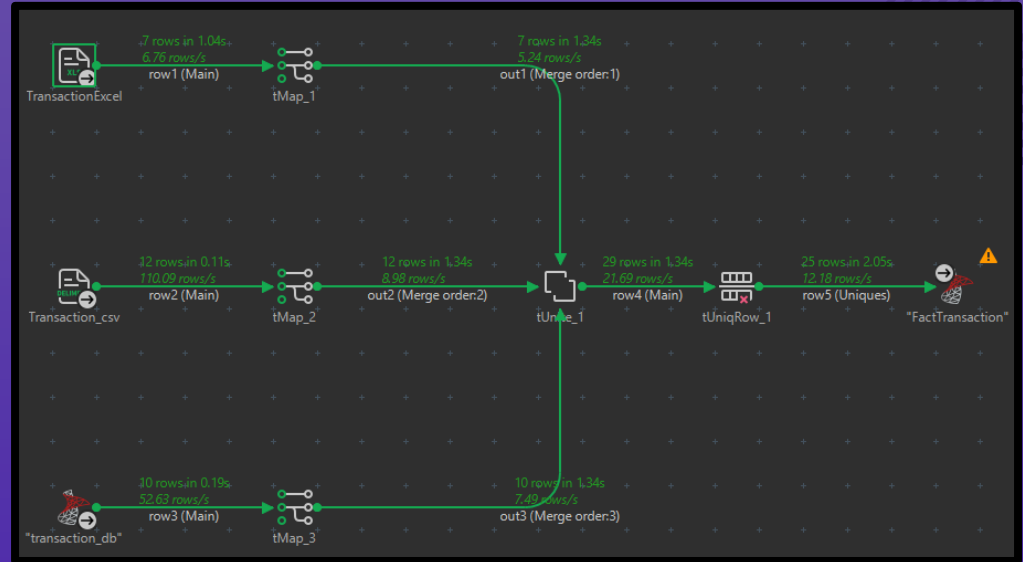 7 rows in 1.04s
6.76 rows/s
row1 (Main)
XLS
TransactionExcel
tMap_1
7 rows in 1.34s
5.24 rows/s
out1 (Merge order:1)
12 rows in 0.11s
110.09 rows/s
row2 (Main)
Transaction_csv
tMap_2
12 rows in 1.34s
8.98 rows/s
out2 (Merge order:2)
tUnite_1
29 rows in 1.34s
21.69 rows/s
row4 (Main)
tUniqRow_1
25 rows in 2.05s
12.18 rows/s
row5 (Uniques)
"FactTransaction"
10 rows in 0.19s
52.63 rows/s
row3 (Main)
"transaction_db"
tMap_3
10 rows in 1.34s
7.49 rows/s
out3 (Merge order:3)